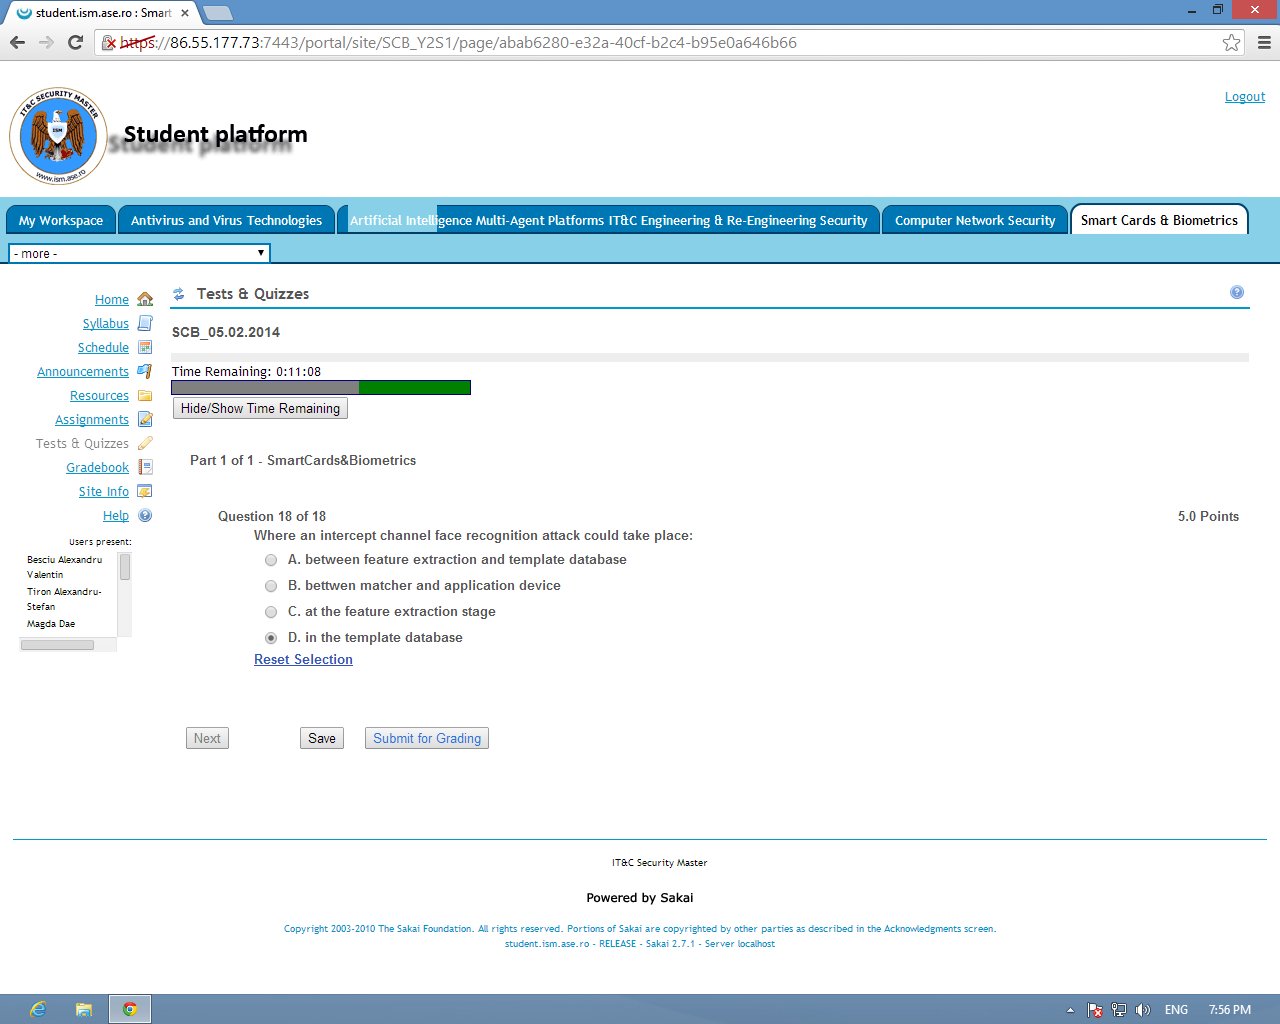 student.ism.ase.ro : Smart
https://86.55.177.73:7443/portal/site/SCB_Y2S1/page/abab6280-e32a-40cf-b2c4-b95e0a646b66
IT&C SECURITY MASTER
ISM
www.ism.ase.ro
Student platform
Logout
My Workspace
Antivirus and Virus Technologies
Artificial Intelligence Multi-Agent Platforms IT&C Engineering & Re-Engineering Security
Computer Network Security
Smart Cards & Biometrics
- more -
Home
Syllabus
Schedule
Announcements
Resources
Assignments
Tests & Quizzes
Gradebook
Site Info
Help
Users present:
Besciu Alexandru
Valentin
Tiron Alexandru-
Stefan
Magda Dae
Tests & Quizzes
SCB_05.02.2014
Time Remaining: 0:11:08
Hide/Show Time Remaining
Part 1 of 1 - SmartCards&Biometrics
Question 18 of 18
5.0 Points
Where an intercept channel face recognition attack could take place:
A. between feature extraction and template database
B. bettwen matcher and application device
C. at the feature extraction stage
D. in the template database
Reset Selection
Next
Save
Submit for Grading
IT&C Security Master
Powered by Sakai
Copyright 2003-2010 The Sakai Foundation. All rights reserved. Portions of Sakai are copyrighted by other parties as described in the Acknowledgments screen.
student.ism.ase.ro - RELEASE - Sakai 2.7.1 - Server localhost
ENG
7:56 PM